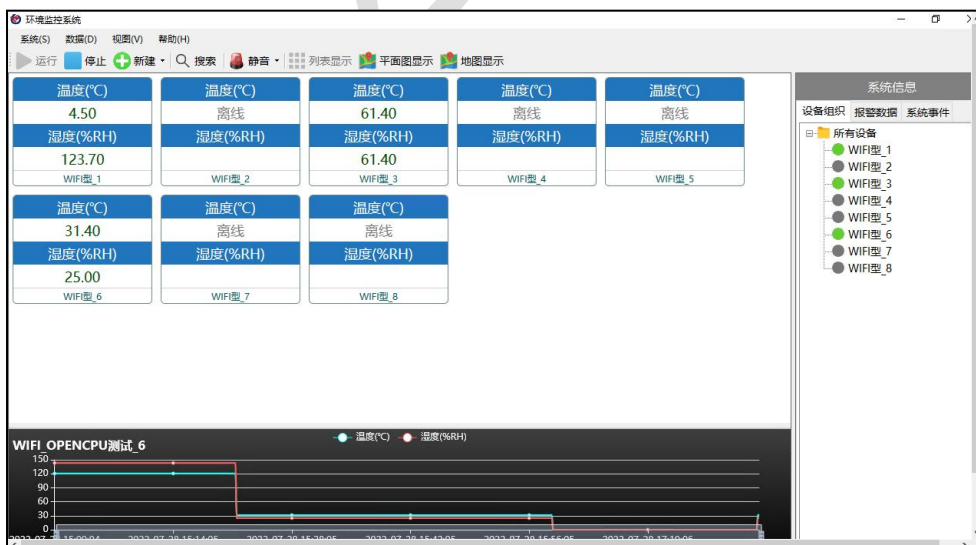 环境监控系统
系统(S) 数据(D) 视图(V) 帮助(H)
运行 停止 新建 搜索 静音 列表显示 平面图显示 地图显示
温度(℃) 温度(℃) 温度(℃) 温度(℃) 温度(℃)
4.50 离线 61.40 离线 离线
湿度(%RH) 湿度(%RH) 湿度(%RH) 湿度(%RH) 湿度(%RH)
123.70 61.40
WIFI型_1 WIFI型_2 WIFI型_3 WIFI型_4 WIFI型_5
温度(℃) 温度(℃) 温度(℃)
31.40 离线 离线
湿度(%RH) 湿度(%RH) 湿度(%RH)
25.00
WIFI型_6 WIFI型_7 WIFI型_8
系统信息
设备组织 报警数据 系统事件
所有设备
WIFI型_1
WIFI型_2
WIFI型_3
WIFI型_4
WIFI型_5
WIFI型_6
WIFI型_7
WIFI型_8
WIFI_OPENCPU测试_6
温度(℃) 湿度(%RH)
150
120
90
60
30
0